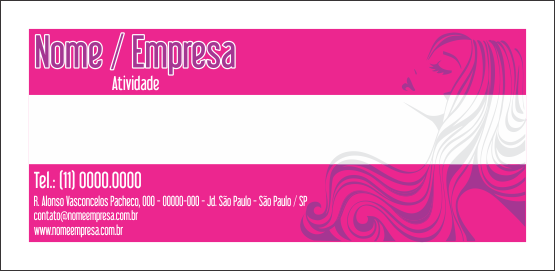 Nome / Empresa
Atividade
Tel.: (11) 0000.0000
R. Alonso Vasconcelos Pacheco, 000 - 00000-000 - Jd. São Paulo - São Paulo / SP
contato@nomeempresa.com.br
www.nomeempresa.com.br